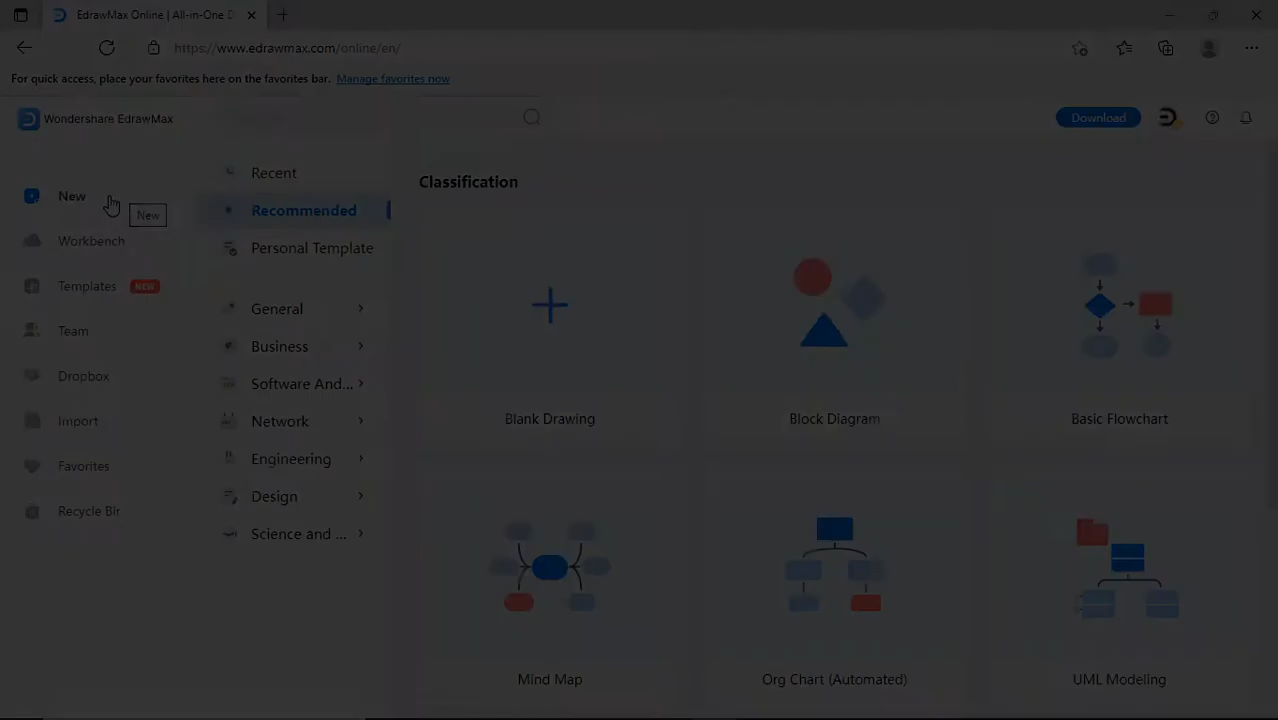 EdrawMax Online | All-in-One D
https://www.edrawmax.com/online/en/
For quick access, place your favorites here on the favorites bar. Manage favorites now
Wondershare EdrawMax
Download
New
New
Workbench
Templates NEW
Team
Dropbox
Import
Favorites
Recycle Bir
Recent
Recommended
Personal Template
General
Business
Software And...
Network
Engineering
Design
Science and ...
Classification
Blank Drawing
Block Diagram
Basic Flowchart
Mind Map
Org Chart (Automated)
UML Modeling